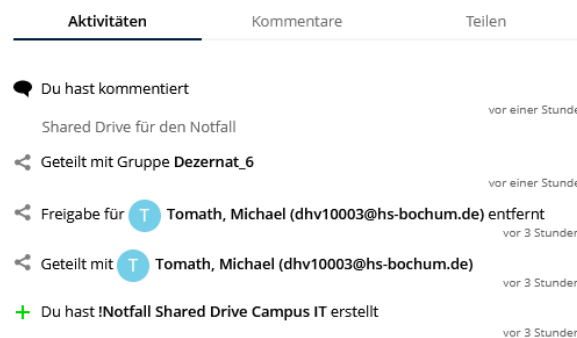 Aktivitäten Kommentare Teilen
Du hast kommentiert
vor einer Stunde
Shared Drive für den Notfall
Geteilt mit Gruppe Dezernat_6
vor einer Stunde
Freigabe für T Tomath, Michael (dhv10003@hs-bochum.de) entfernt
vor 3 Stunden
Geteilt mit T Tomath, Michael (dhv10003@hs-bochum.de)
vor 3 Stunden
Du hast !Notfall Shared Drive Campus IT erstellt
vor 3 Stunden